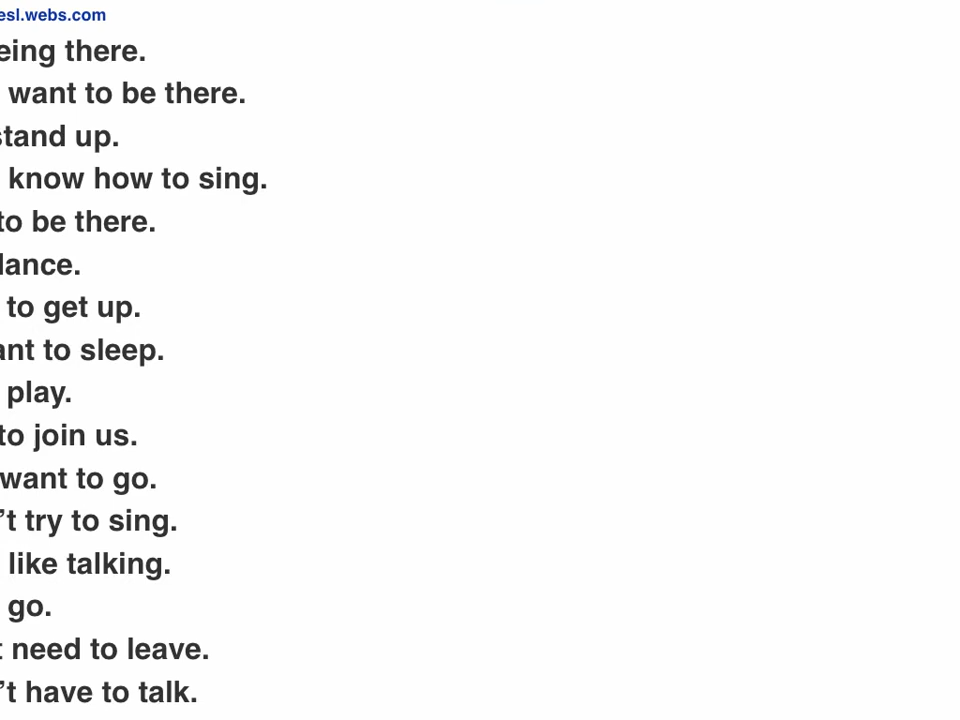 esl.webs.com
eing there.
want to be there.
stand up.
know how to sing.
to be there.
dance.
to get up.
ant to sleep.
play.
to join us.
want to go.
't try to sing.
like talking.
go.
t need to leave.
't have to talk.